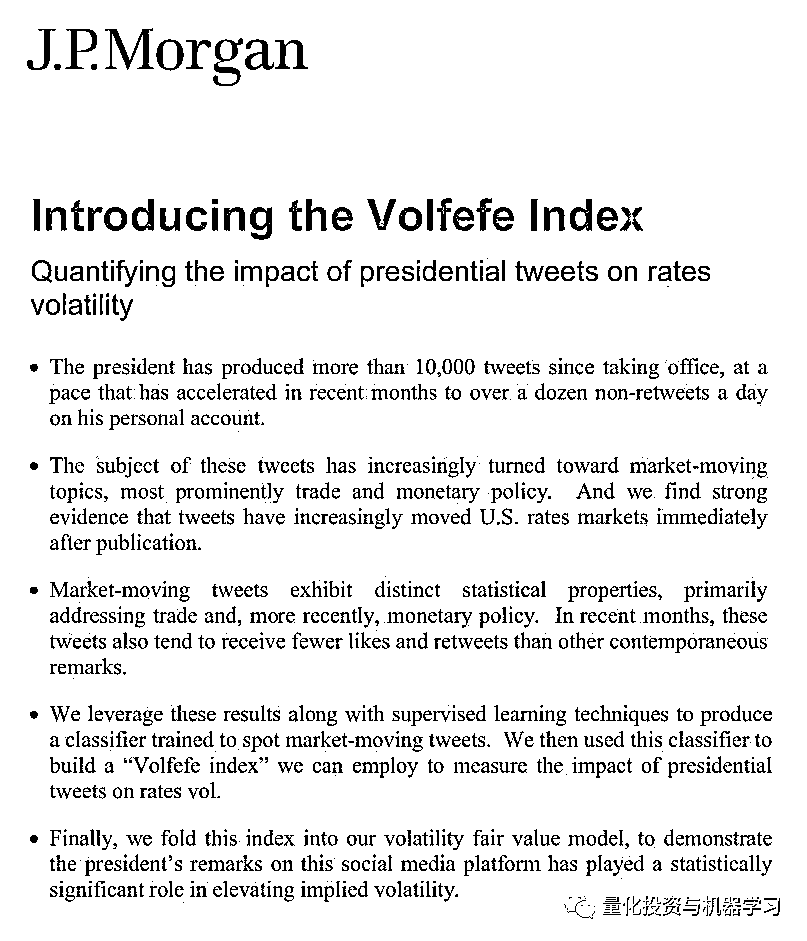 J.P.Morgan
Introducing the Volfefe Index
Quantifying the impact of presidential tweets on rates
volatility
• The president has produced more than 10,000 tweets since taking office, at a
pace that has accelerated in recent months to over a dozen non-retweets a day
on his personal account.
• The subject of these tweets has increasingly turned toward market-moving
topics, most prominently trade and monetary policy. And we find strong
evidence that tweets have increasingly moved U.S. rates markets immediately
after publication.
• Market-moving tweets exhibit distinct statistical properties, primarily
addressing trade and, more recently, monetary policy. In recent months, these
tweets also tend to receive fewer likes and retweets than other contemporaneous
remarks.
• We leverage these results along with supervised learning techniques to produce
a classifier trained to spot market-moving tweets. We then used this classifier to
build a “Volfefe index” we can employ to measure the impact of presidential
tweets on rates vol.
• Finally, we fold this index into our volatility fair value model, to demonstrate
the president’s remarks on this social media platform has played a statistically
significant role in elevating implied volatility.
量化投资与机器学习